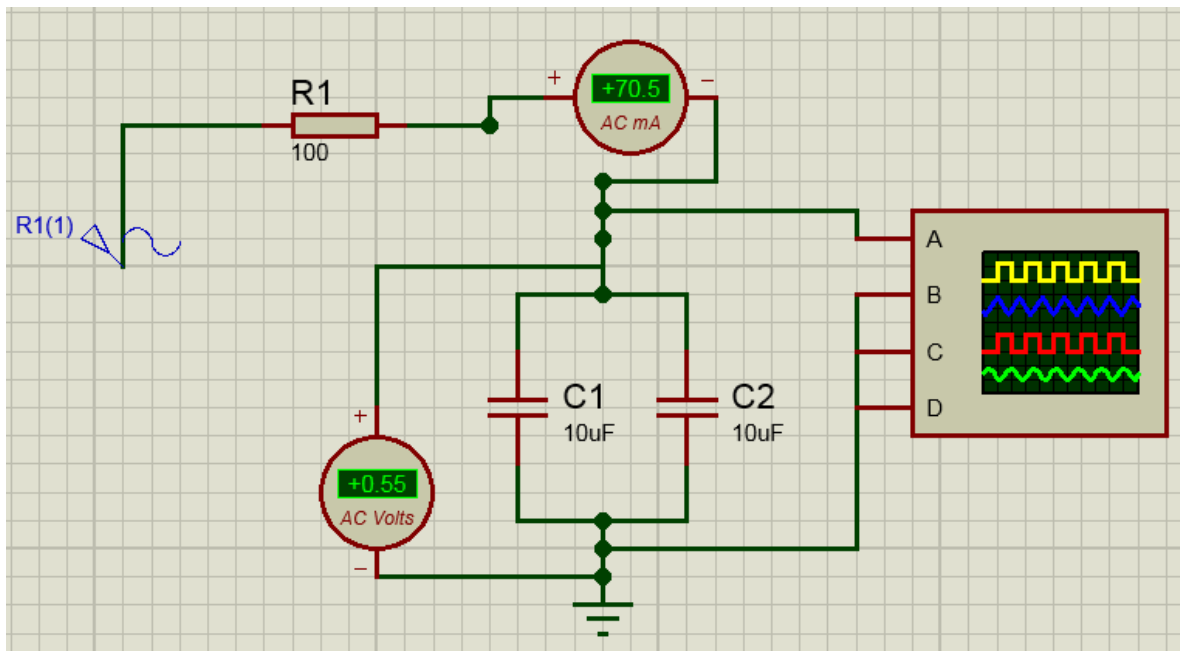 R1
100
R1(1)
+
+70.5
AC mA
−
A
B
C
D
C1
10uF
C2
10uF
+
+0.55
AC Volts
−